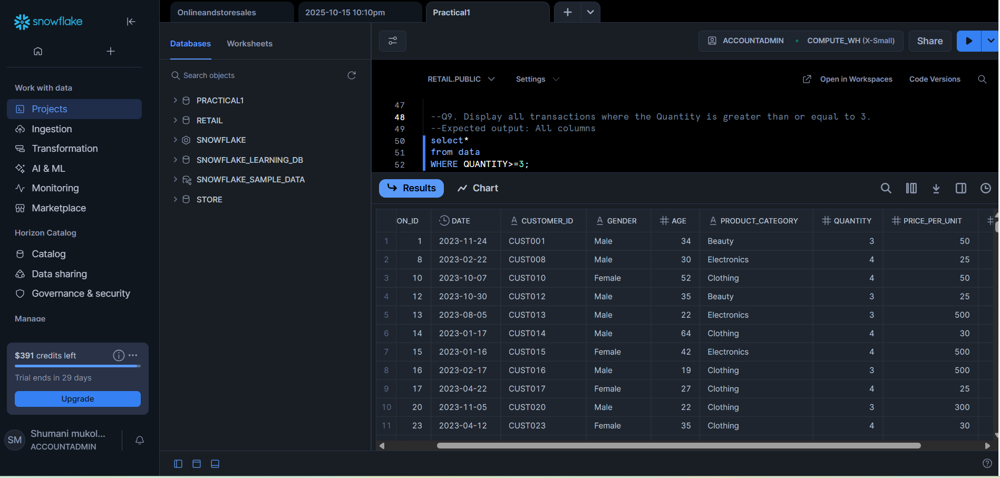 snowflake
Work with data
Projects
Ingestion
Transformation
AI & ML
Monitoring
Marketplace
Horizon Catalog
Catalog
Data sharing
Governance & security
Manage
$391 credits left
Trial ends in 29 days
Upgrade
SM
Shumani mukol...
ACCOUNTADMIN
Onlineandstoresales
2025-10-15 10:10pm
Practical1
Databases
Worksheets
Search objects
PRACTICAL1
RETAIL
SNOWFLAKE
SNOWFLAKE_LEARNING_DB
SNOWFLAKE_SAMPLE_DATA
STORE
ACCOUNTADMIN
COMPUTE_WH (X-Small)
Share
RETAIL.PUBLIC
Settings
Open in Workspaces
Code Versions
47
48 --Q9. Display all transactions where the Quantity is greater than or equal to 3.
49 --Expected output: All columns
50 select*
51 from data
52 WHERE QUANTITY>=3;
Results
Chart
ON_ID DATE A CUSTOMER_ID A GENDER # AGE A PRODUCT_CATEGORY # QUANTITY # PRICE_PER_UNIT #
1 1 2023-11-24 CUST001 Male 34 Beauty 3 50
2 8 2023-02-22 CUST008 Male 30 Electronics 4 25
3 10 2023-10-07 CUST010 Female 52 Clothing 4 50
4 12 2023-10-30 CUST012 Male 35 Beauty 3 25
5 13 2023-08-05 CUST013 Male 22 Electronics 3 500
6 14 2023-01-17 CUST014 Male 64 Clothing 4 30
7 15 2023-01-16 CUST015 Female 42 Electronics 4 500
8 16 2023-02-17 CUST016 Male 19 Clothing 3 500
9 17 2023-04-22 CUST017 Female 27 Clothing 4 25
10 20 2023-11-05 CUST020 Male 22 Clothing 3 300
11 23 2023-04-12 CUST023 Female 35 Clothing 4 30